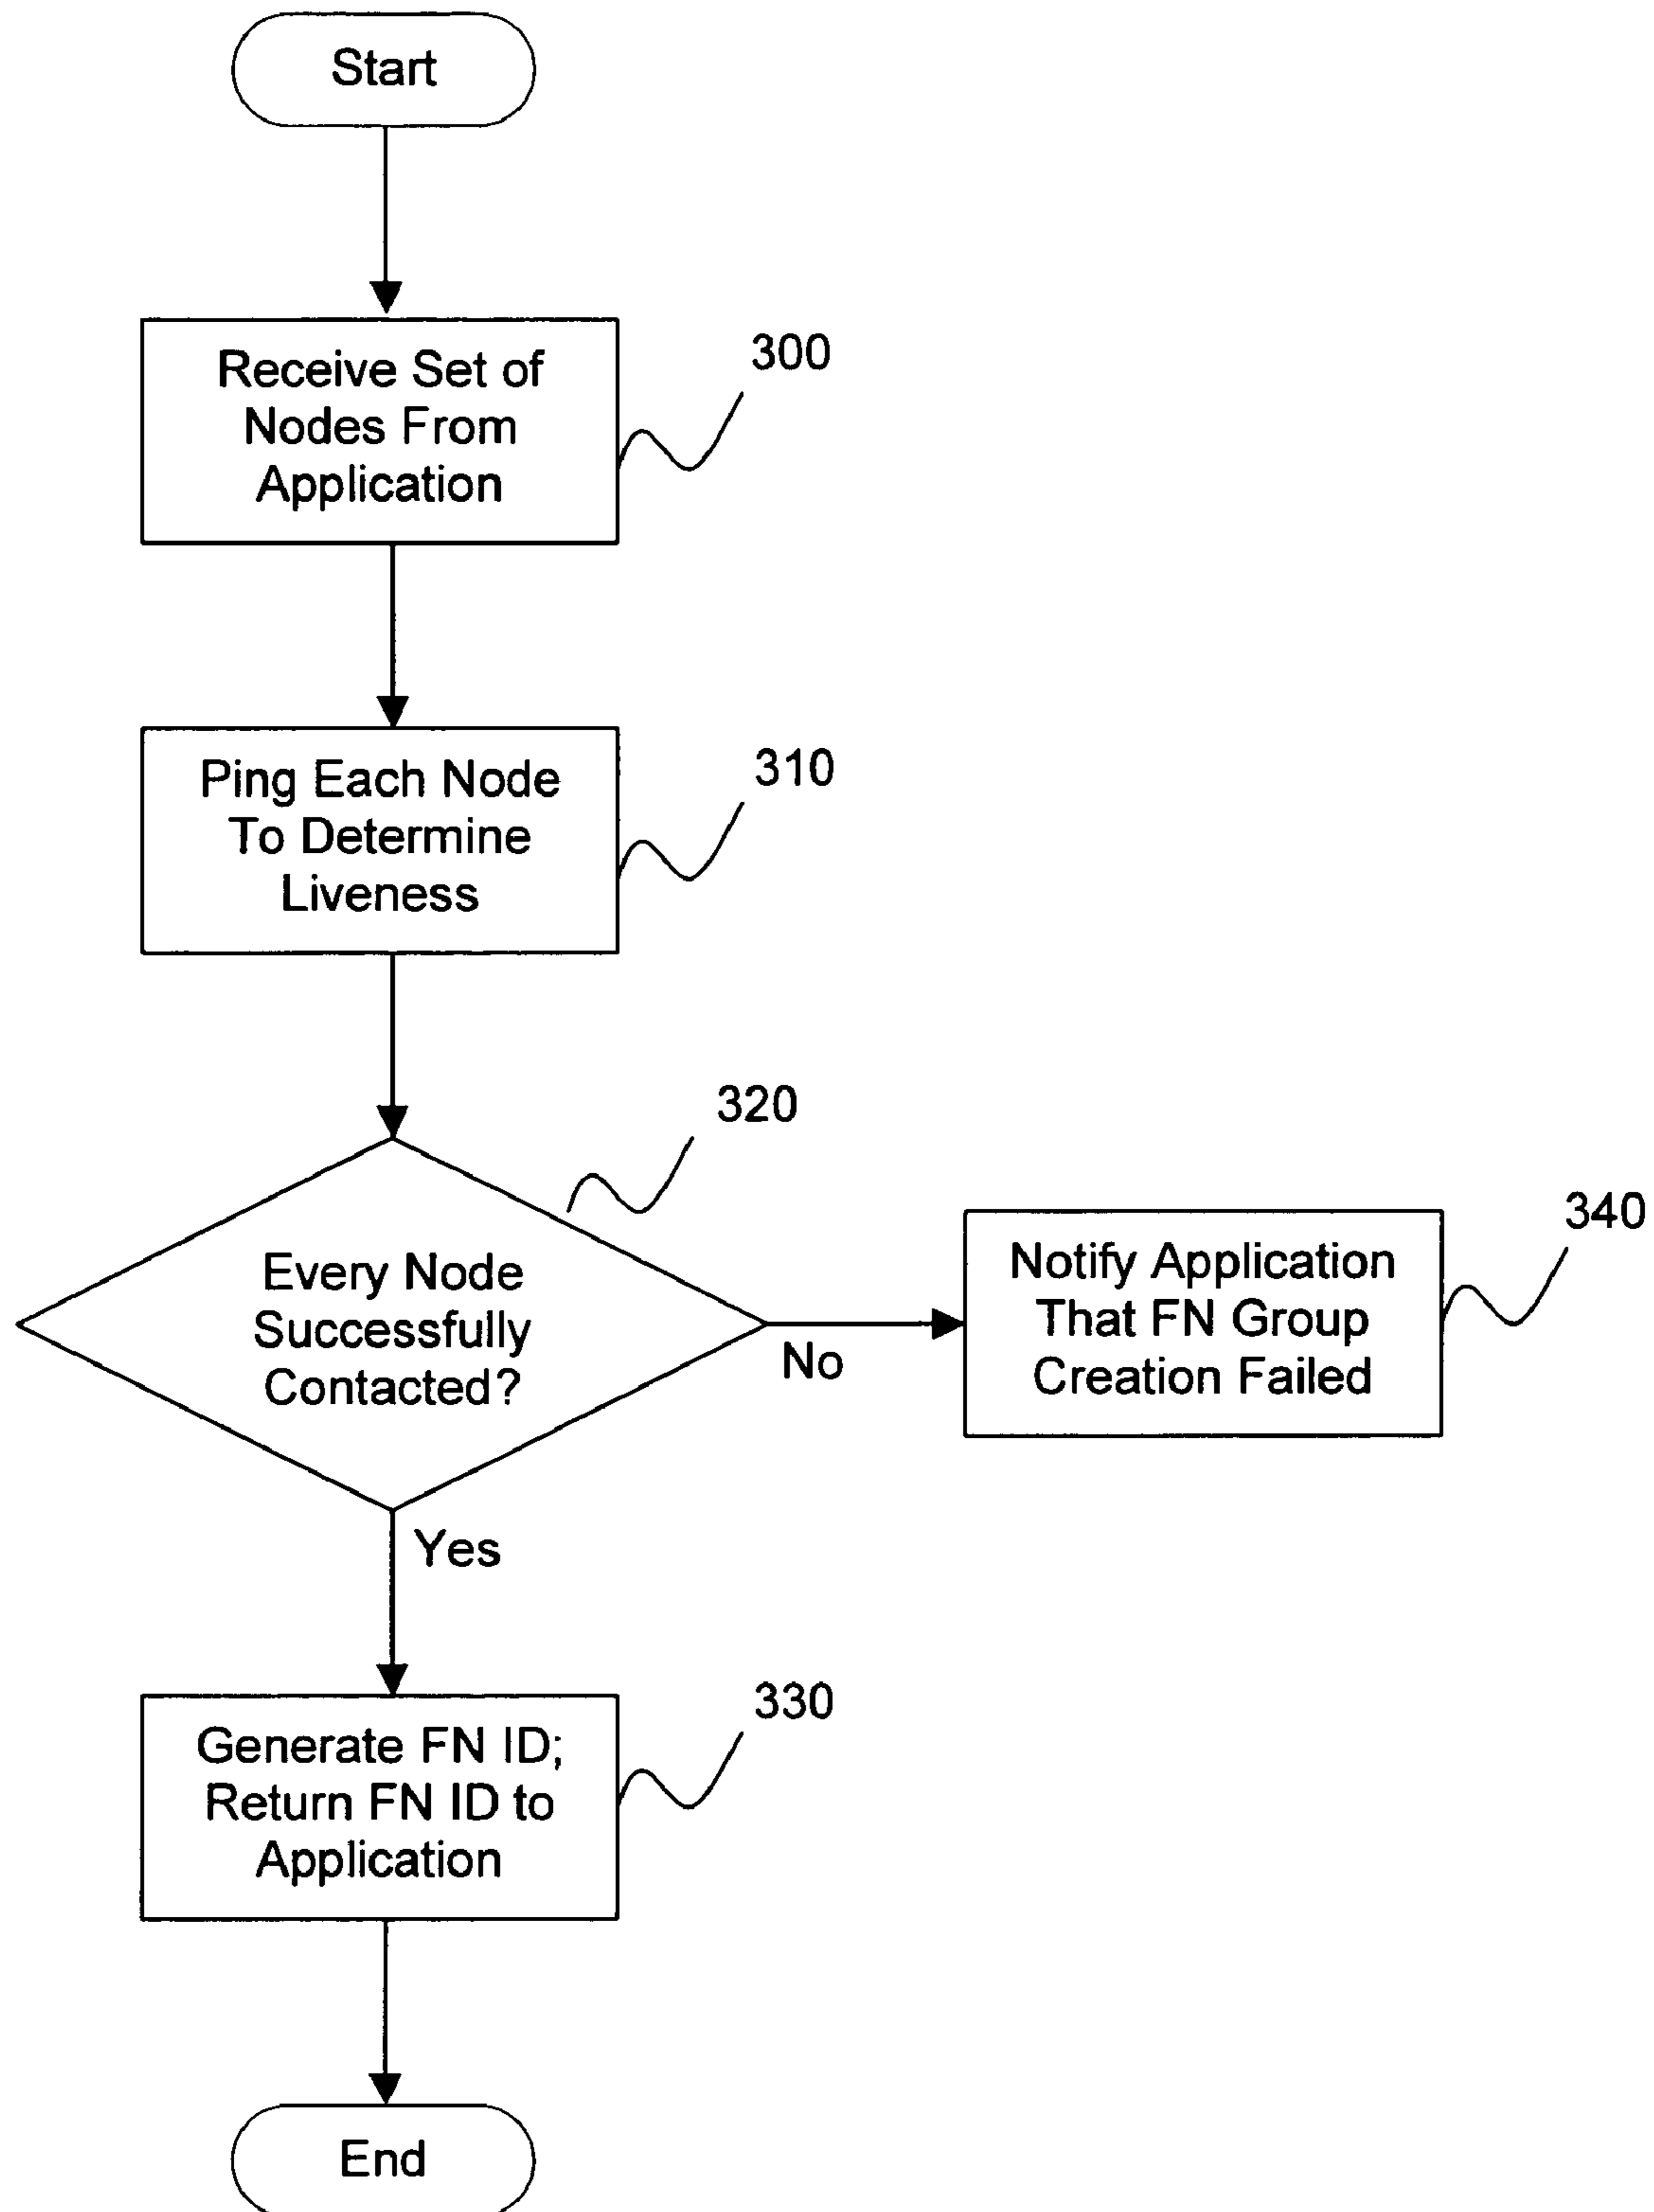 Start
Receive Set of
Nodes From
Application
300
Ping Each Node
To Determine
Liveness
310
320
Every Node
Successfully
Contacted?
No
340
Notify Application
That FN Group
Creation Failed
Yes
330
Generate FN ID;
Return FN ID to
Application
End